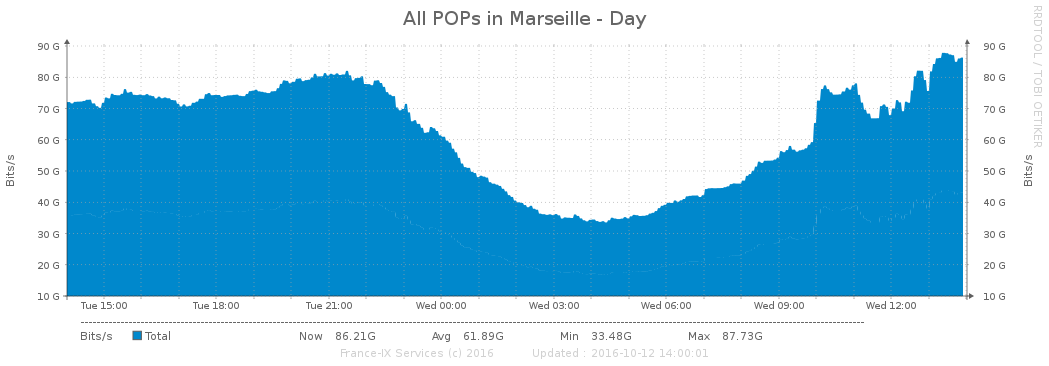 All POPs in Marseille - Day
RRDTOOL / TOBI OETIKER
Bits/s
90 G
80 G
70 G
60 G
50 G
40 G
30 G
20 G
10 G
90 G
80 G
70 G
60 G
50 G
40 G
30 G
20 G
10 G
Bits/s
Tue 15:00 Tue 18:00 Tue 21:00 Wed 00:00 Wed 03:00 Wed 06:00 Wed 09:00 Wed 12:00
Bits/s Total Now 86.21G Avg 61.89G Min 33.48G Max 87.73G
France-IX Services (c) 2016 Updated : 2016-10-12 14:00:01